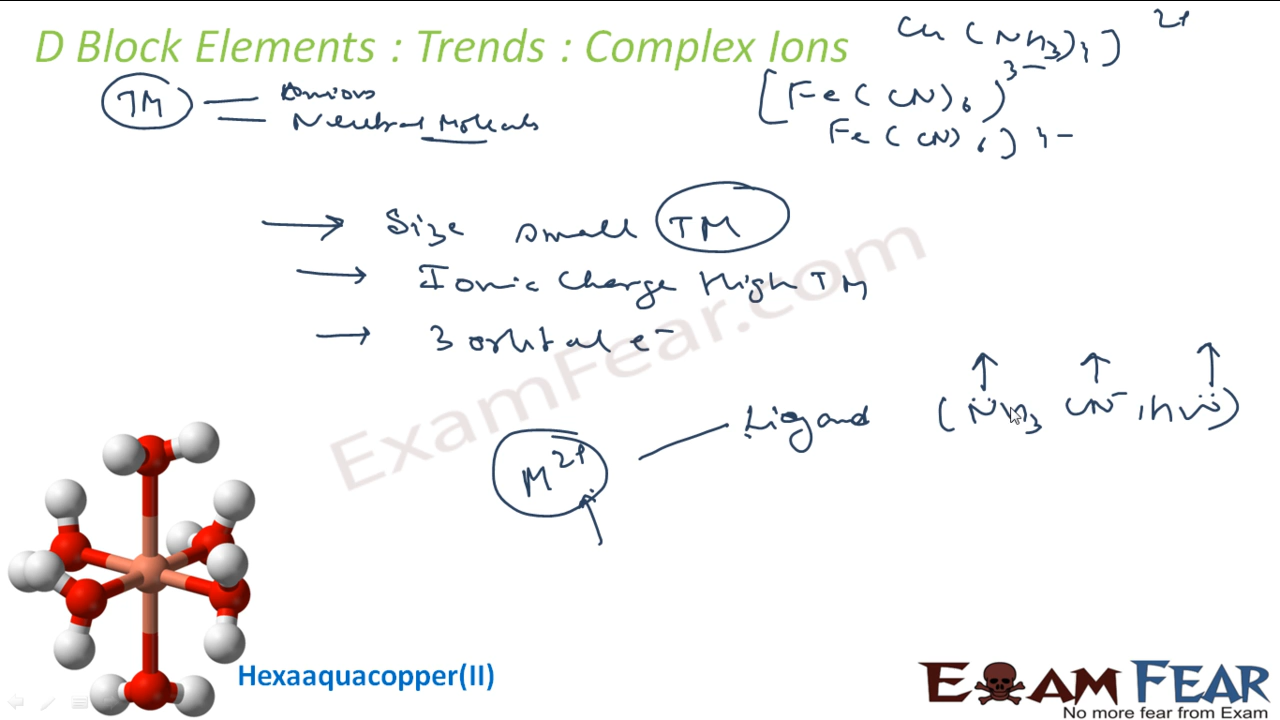 D Block Elements : Trends : Complex Ions
Cu (NH3)4] 2+
[Fe ( CN)6 ) 3-
Fe ( CN) 6 ] 4-
TM
Anions
Neutral Molecules
→ Size small TM
→ Ionic Charge High TM
→ 3 orbital e-
M2+
Ligand
( NH3 CN-
ExamFear.com
Hexaaquacopper(II)
EXAM FEAR
No more fear from Exam